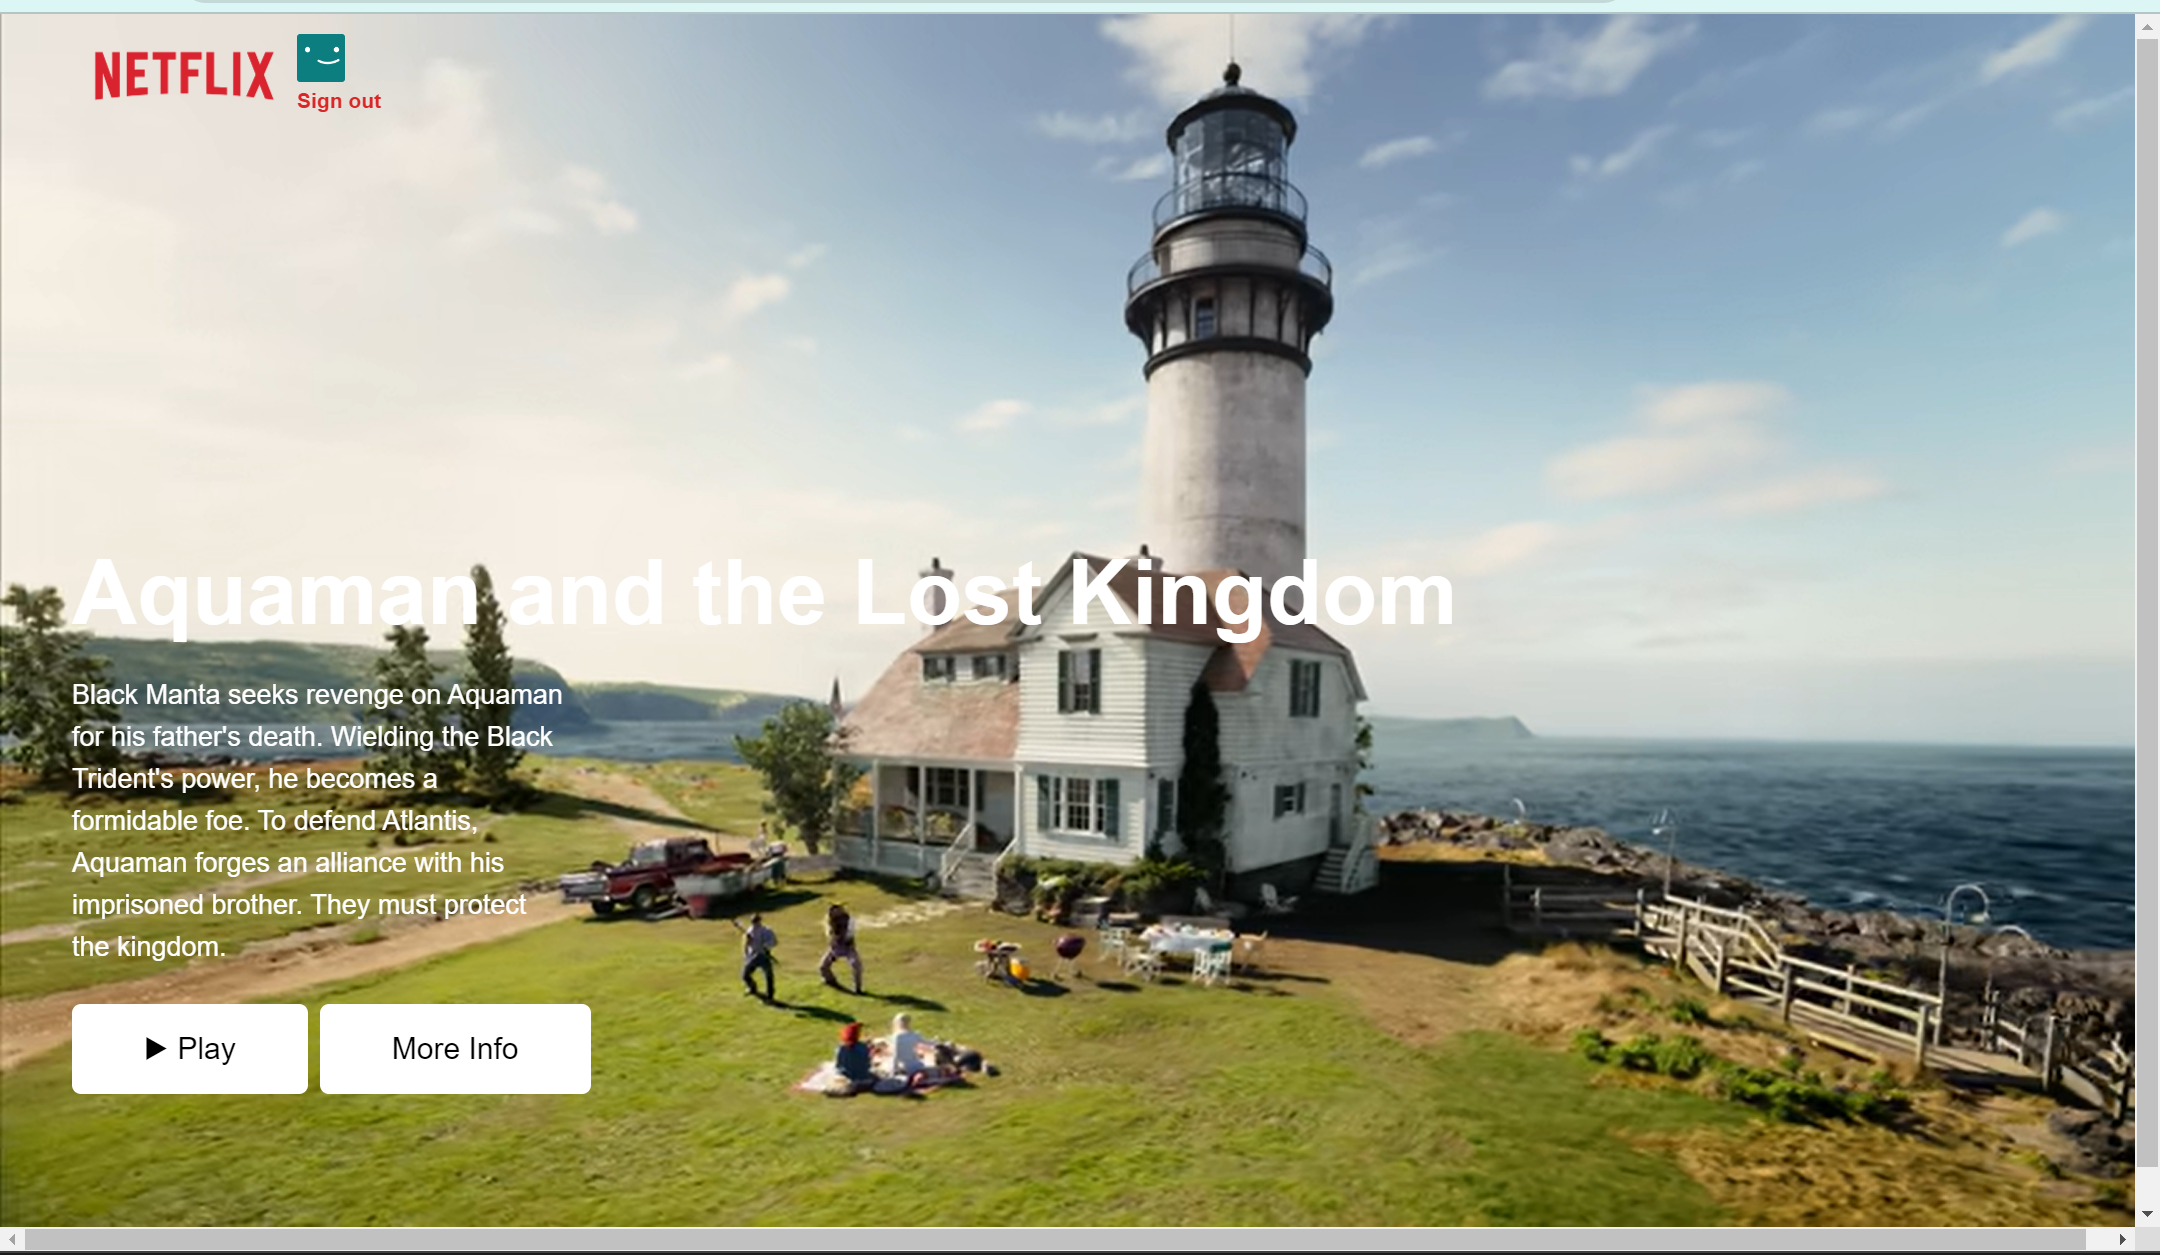 NETFLIX
Sign out
Aquaman and the Lost Kingdom
Black Manta seeks revenge on Aquaman
for his father's death. Wielding the Black
Trident's power, he becomes a
formidable foe. To defend Atlantis,
Aquaman forges an alliance with his
imprisoned brother. They must protect
the kingdom.
Play
More Info